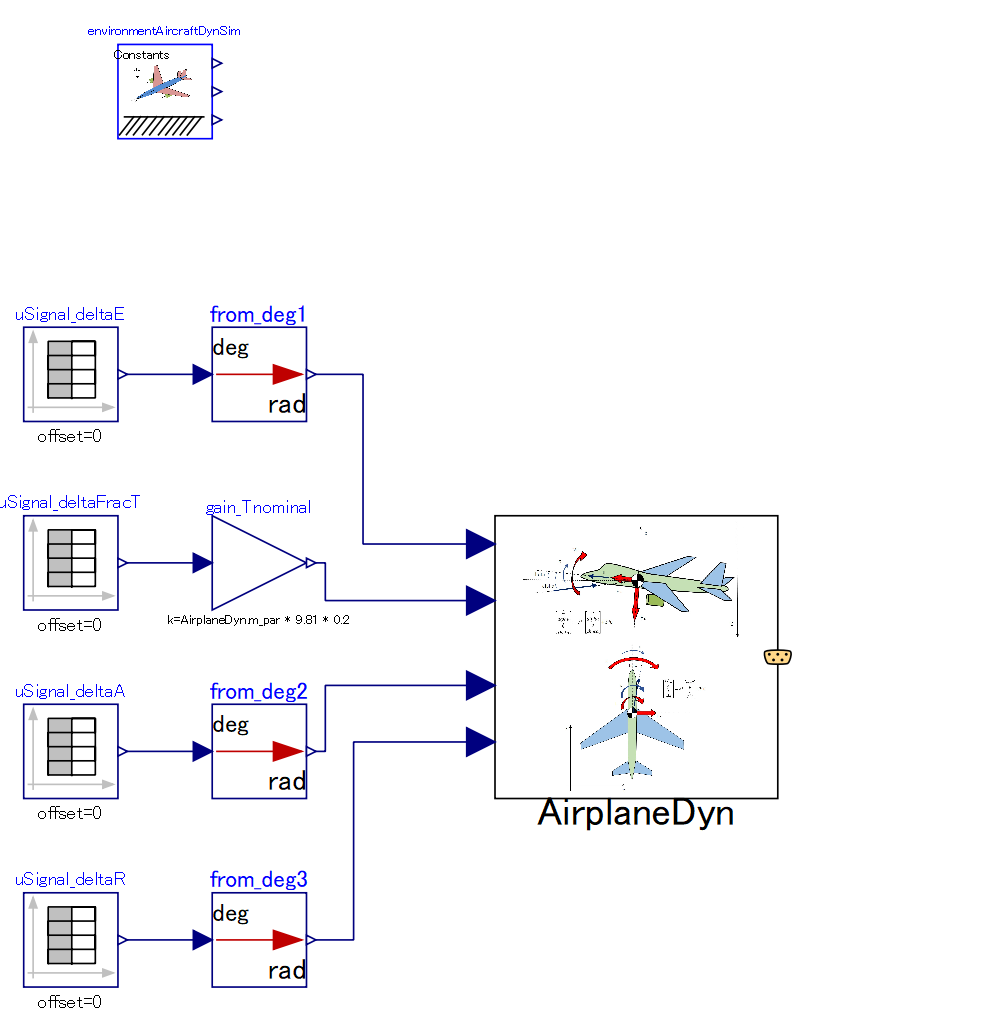 environmentAircraftDynSim
Constants
uSignal_deltaE
from_deg1
deg
rad
offset=0
uSignal_deltaFracT
gain_Tnominal
offset=0
k=AirplaneDyn.m_par * 9.81 * 0.2
uSignal_deltaA
from_deg2
deg
rad
offset=0
AirplaneDyn
uSignal_deltaR
from_deg3
deg
rad
offset=0